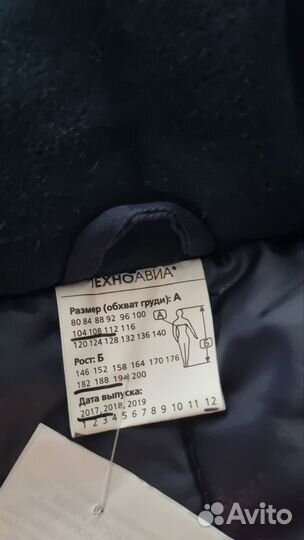 ТЕХНОАВИА®
Размер (обхват груди): А
80 84 88 92 96 100
104 108 112 116
120 124 128 132 136 140
А
Б
Рост: Б
146 152 158 164 170 176
182 188 194 200
Дата выпуска:
2017, 2018, 2019
1 2 3 4 5 6 7 8 9 10 11 12
Avito